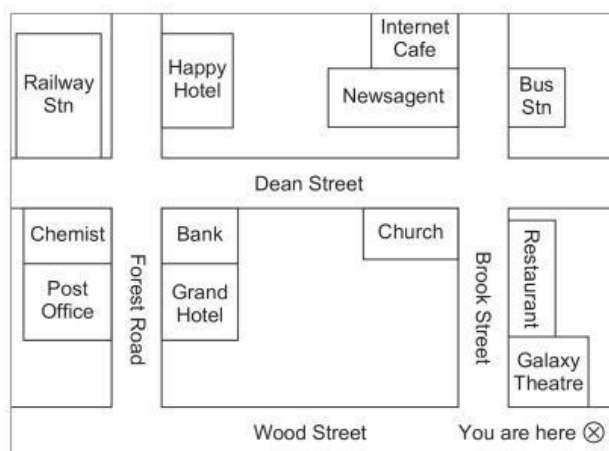 Internet
Cafe
Railway
Stn
Happy
Hotel
Newsagent
Bus
Stn
Dean Street
Chemist
Bank
Church
Post
Office
Grand
Hotel
Forest Road
Brook Street
Restaurant
Galaxy
Theatre
Wood Street
You are here